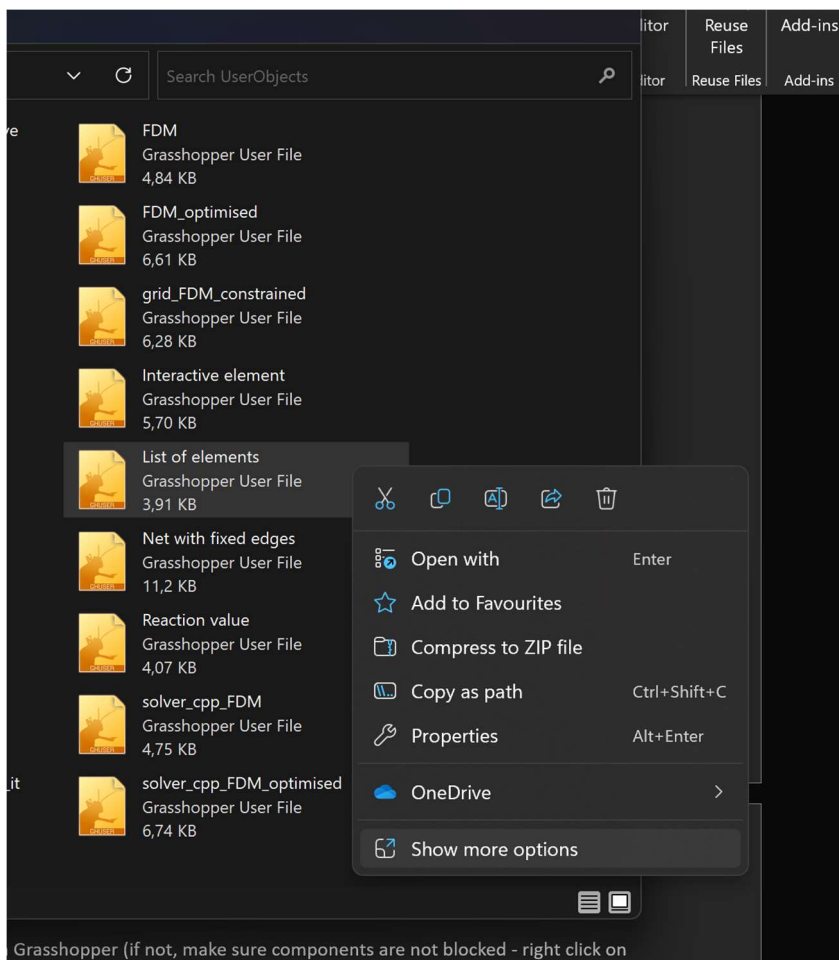 litor
Reuse
Files
Add-ins
litor
Reuse Files
Add-ins
Search UserObjects
ve
FDM
Grasshopper User File
4,84 KB
FDM_optimised
Grasshopper User File
6,61 KB
grid_FDM_constrained
Grasshopper User File
6,28 KB
Interactive element
Grasshopper User File
5,70 KB
List of elements
Grasshopper User File
3,91 KB
Net with fixed edges
Grasshopper User File
11,2 KB
Reaction value
Grasshopper User File
4,07 KB
solver_cpp_FDM
Grasshopper User File
4,75 KB
_it
solver_cpp_FDM_optimised
Grasshopper User File
6,74 KB
Open with Enter
Add to Favourites
Compress to ZIP file
Copy as path Ctrl+Shift+C
Properties Alt+Enter
OneDrive
Show more options
Grasshopper (if not, make sure components are not blocked - right click on